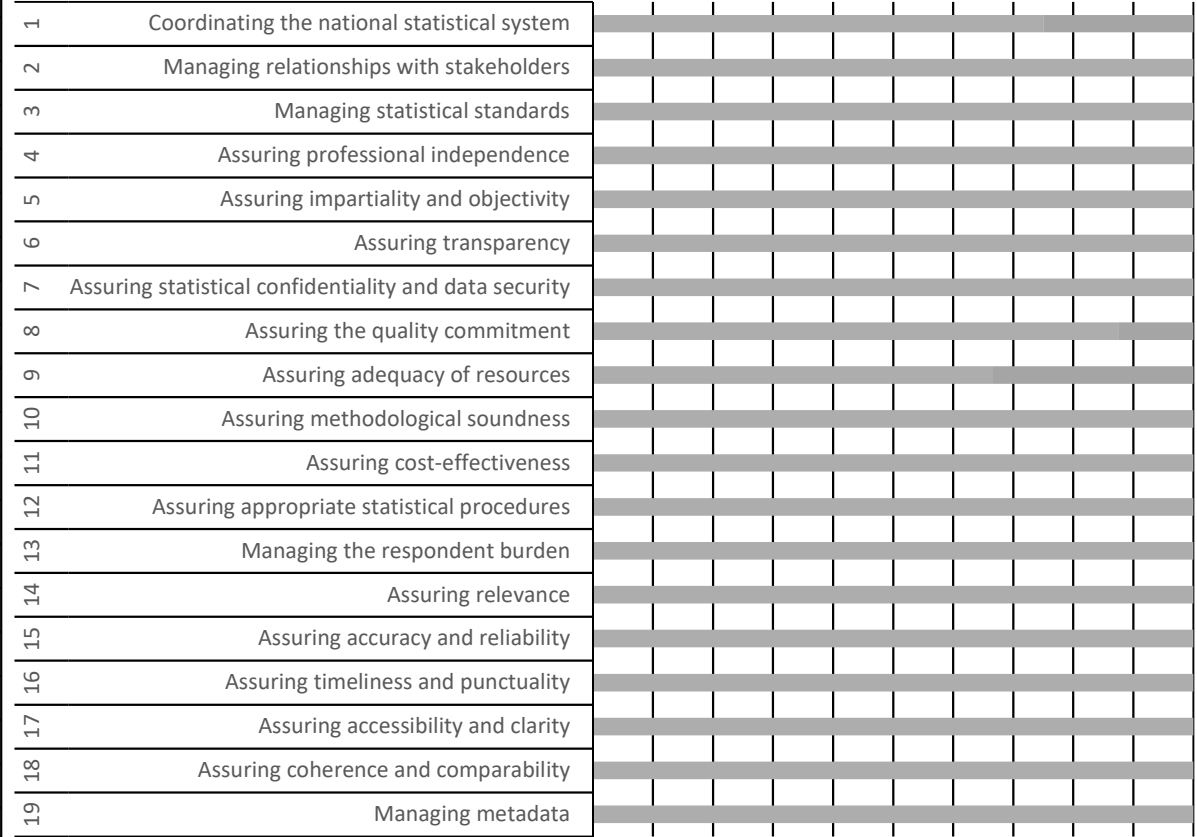 1 Coordinating the national statistical system
2 Managing relationships with stakeholders
3 Managing statistical standards
4 Assuring professional independence
5 Assuring impartiality and objectivity
6 Assuring transparency
7 Assuring statistical confidentiality and data security
8 Assuring the quality commitment
9 Assuring adequacy of resources
10 Assuring methodological soundness
11 Assuring cost-effectiveness
12 Assuring appropriate statistical procedures
13 Managing the respondent burden
14 Assuring relevance
15 Assuring accuracy and reliability
16 Assuring timeliness and punctuality
17 Assuring accessibility and clarity
18 Assuring coherence and comparability
19 Managing metadata